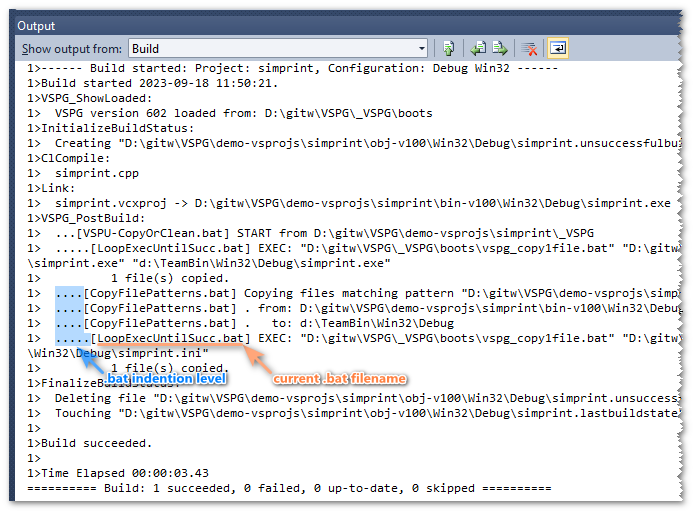 Output
Show output from: Build
1>------ Build started: Project: simprint, Configuration: Debug Win32 ------
1>Build started 2023-09-18 11:50:21.
1>VSPG_ShowLoaded:
1>  VSPG version 602 loaded from: D:\gitw\VSPG\_VSPG\boots
1>InitializeBuildStatus:
1>  Creating "D:\gitw\VSPG\demo-vsprojs\simprint\obj-v100\Win32\Debug\simprint.unsuccessfulbu
1>ClCompile:
1>  simprint.cpp
1>Link:
1>  simprint.vcxproj -> D:\gitw\VSPG\demo-vsprojs\simprint\bin-v100\Win32\Debug\simprint.exe
1>VSPG_PostBuild:
1>  ...[VSPU-CopyOrClean.bat] START from D:\gitw\VSPG\demo-vsprojs\simprint\_VSPG
1>  .....[LoopExecUntilSucc.bat] EXEC: "D:\gitw\VSPG\_VSPG\boots\vspg_copy1file.bat" "D:\gitw
\simprint.exe" "d:\TeamBin\Win32\Debug\simprint.exe"
1>          1 file(s) copied.
1>  ....[CopyFilePatterns.bat] Copying files matching pattern "D:\gitw\VSPG\demo-vsprojs\simp
1>  ....[CopyFilePatterns.bat] . from: D:\gitw\VSPG\demo-vsprojs\simprint\bin-v100\Win32\Debug
1>  ....[CopyFilePatterns.bat] .   to: d:\TeamBin\Win32\Debug
1>  .....[LoopExecUntilSucc.bat] EXEC: "D:\gitw\VSPG\_VSPG\boots\vspg_copy1file.bat" "D:\gitw
\Win32\Debug\simprint.ini"
1>          1 file(s) copied.
.bat indention level
current .bat filename
1>FinalizeBuildStatus:
1>  Deleting file "D:\gitw\VSPG\demo-vsprojs\simprint\obj-v100\Win32\Debug\simprint.unsuccess
1>  Touching "D:\gitw\VSPG\demo-vsprojs\simprint\obj-v100\Win32\Debug\simprint.lastbuildstate
1>
1>Build succeeded.
1>
1>Time Elapsed 00:00:03.43
========== Build: 1 succeeded, 0 failed, 0 up-to-date, 0 skipped ==========